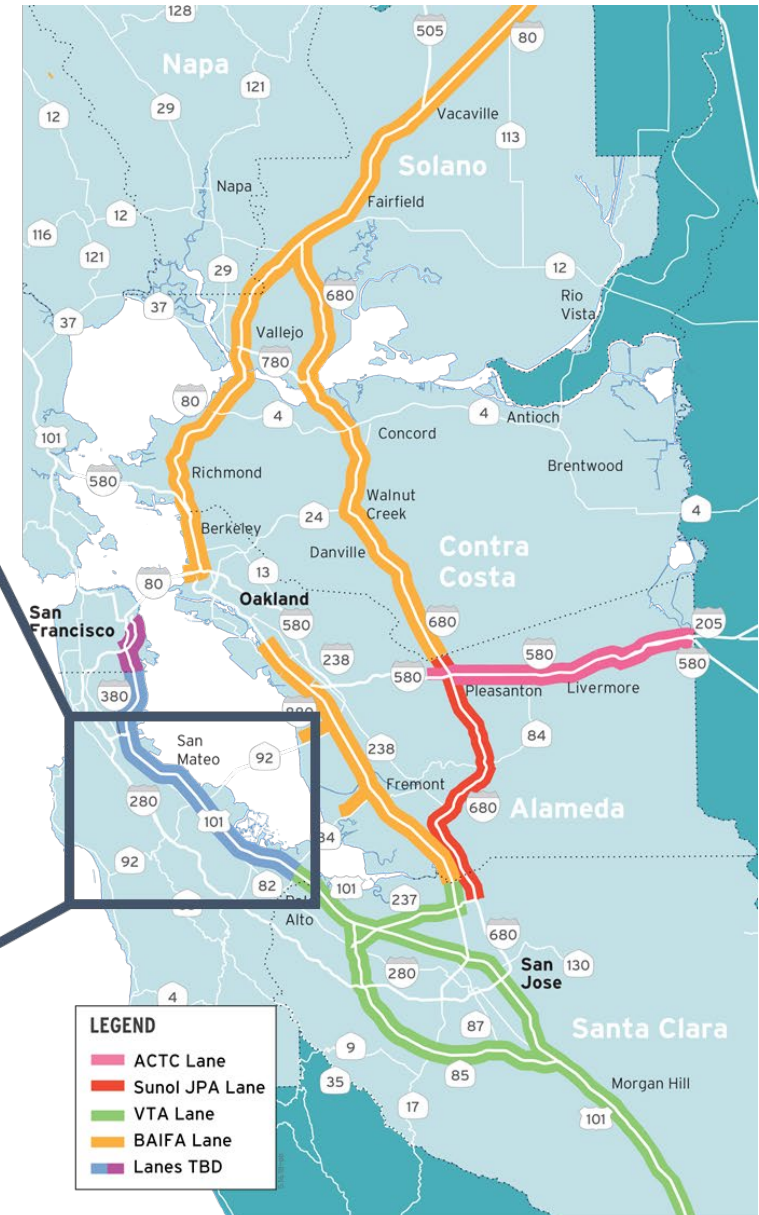 128
505
80
Napa
121
29
12
Vacaville
113
Solano
Napa
Fairfield
12
116
121
29
12
680
Rio
Vista
37
37
Vallejo
780
80
4
4
Antioch
101
Concord
Brentwood
580
Richmond
Walnut
Creek
4
24
Berkeley
Danville
Contra
Costa
13
80
Oakland
San
Francisco
580
680
205
238
580
580
580
Pleasanton
Livermore
380
880
San
Mateo
92
238
84
280
Fremont
680
Alameda
101
84
92
82
101
237
Alto
680
280
San
Jose
130
4
87
Santa Clara
9
85
35
Morgan Hill
17
101
LEGEND
ACTC Lane
Sunol JPA Lane
VTA Lane
BAIFA Lane
Lanes TBD